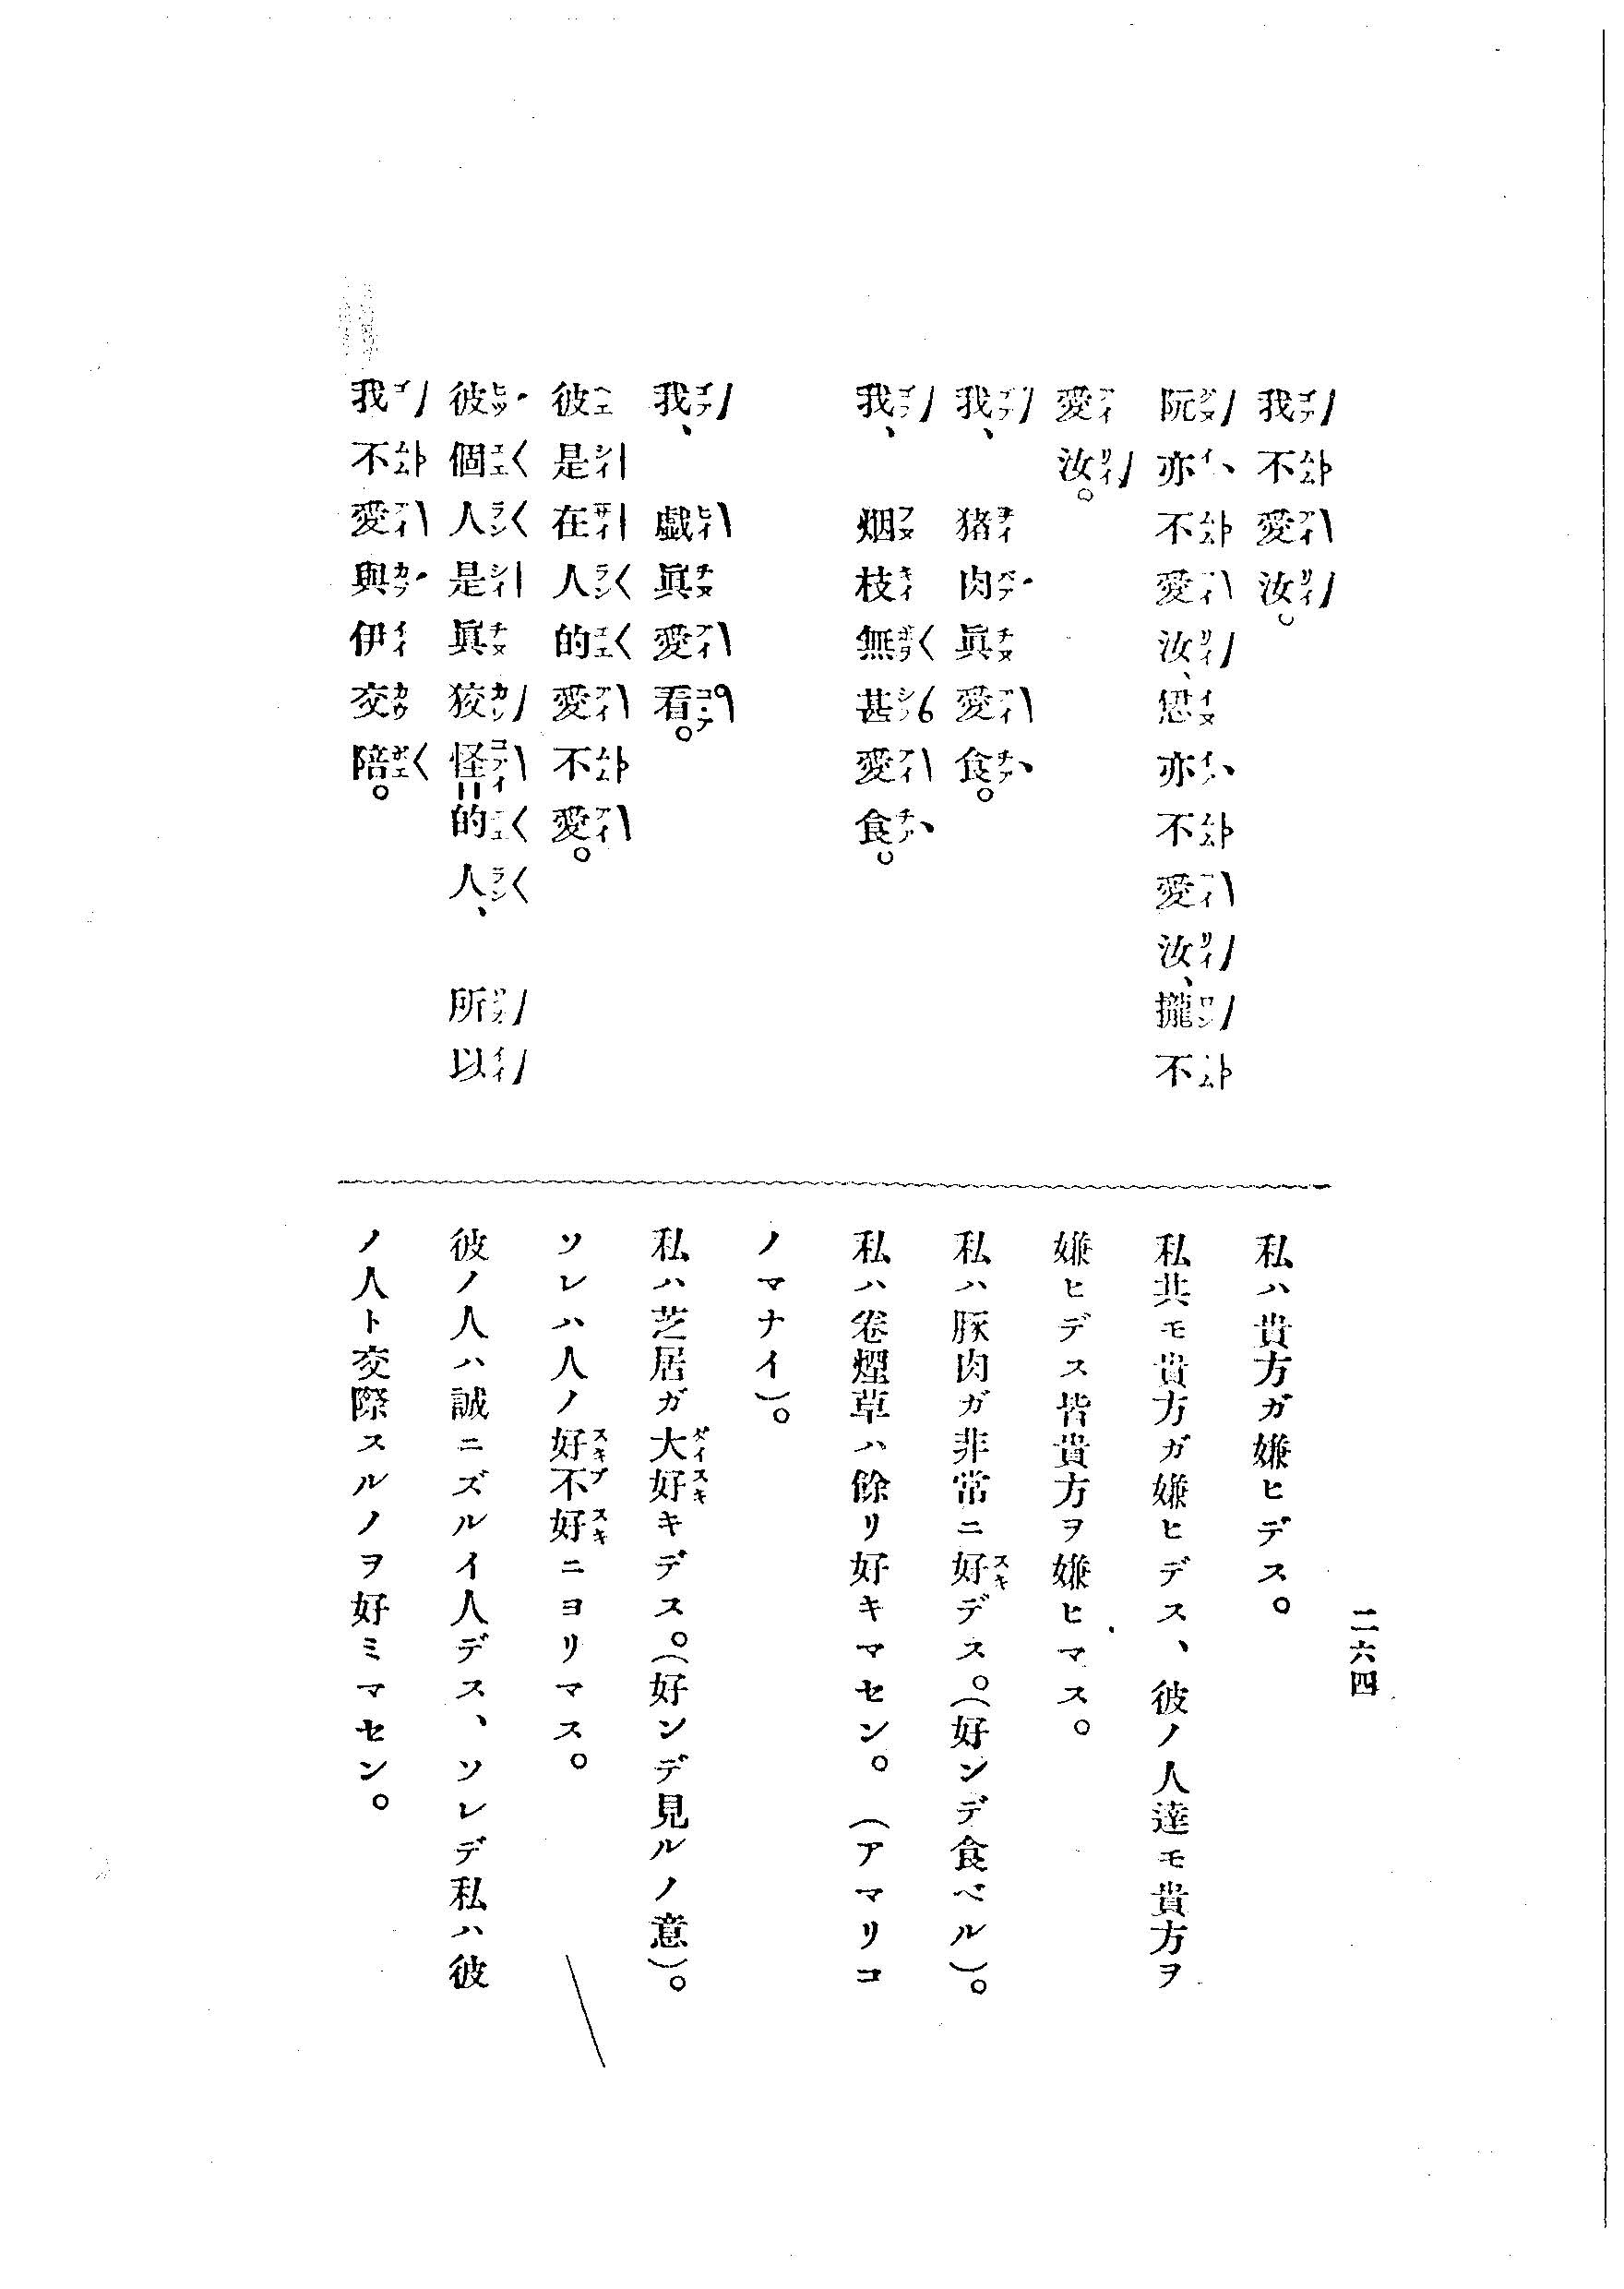 二六四
我不愛汝。
阮亦不愛汝、恁亦不愛汝、攏不
愛汝。
我、猪肉眞愛食。
我、烟枝無甚愛食。
我、戯眞愛看。
彼是在人的愛不愛。
彼個人是眞狡怪的人、所以
我不愛與伊交陪。
私ハ貴方ガ嫌ヒデス。
私共モ貴方ガ嫌ヒデス、彼ノ人達モ貴方ヲ
嫌ヒデス皆貴方ヲ嫌ヒマス。
私ハ豚肉ガ非常ニ好デス。(好ンデ食ベル)。
私ハ卷煙草ハ餘リ好キマセン。(アマリコ
ノマナイ)。
私ハ芝居ガ大好キデス。(好ンデ見ルノ意)。
ソレハ人ノ好不好ニヨリマス。
彼ノ人ハ誠ニズルイ人デス、ソレデ私ハ彼
ノ人ト交際スルノヲ好ミマセン。